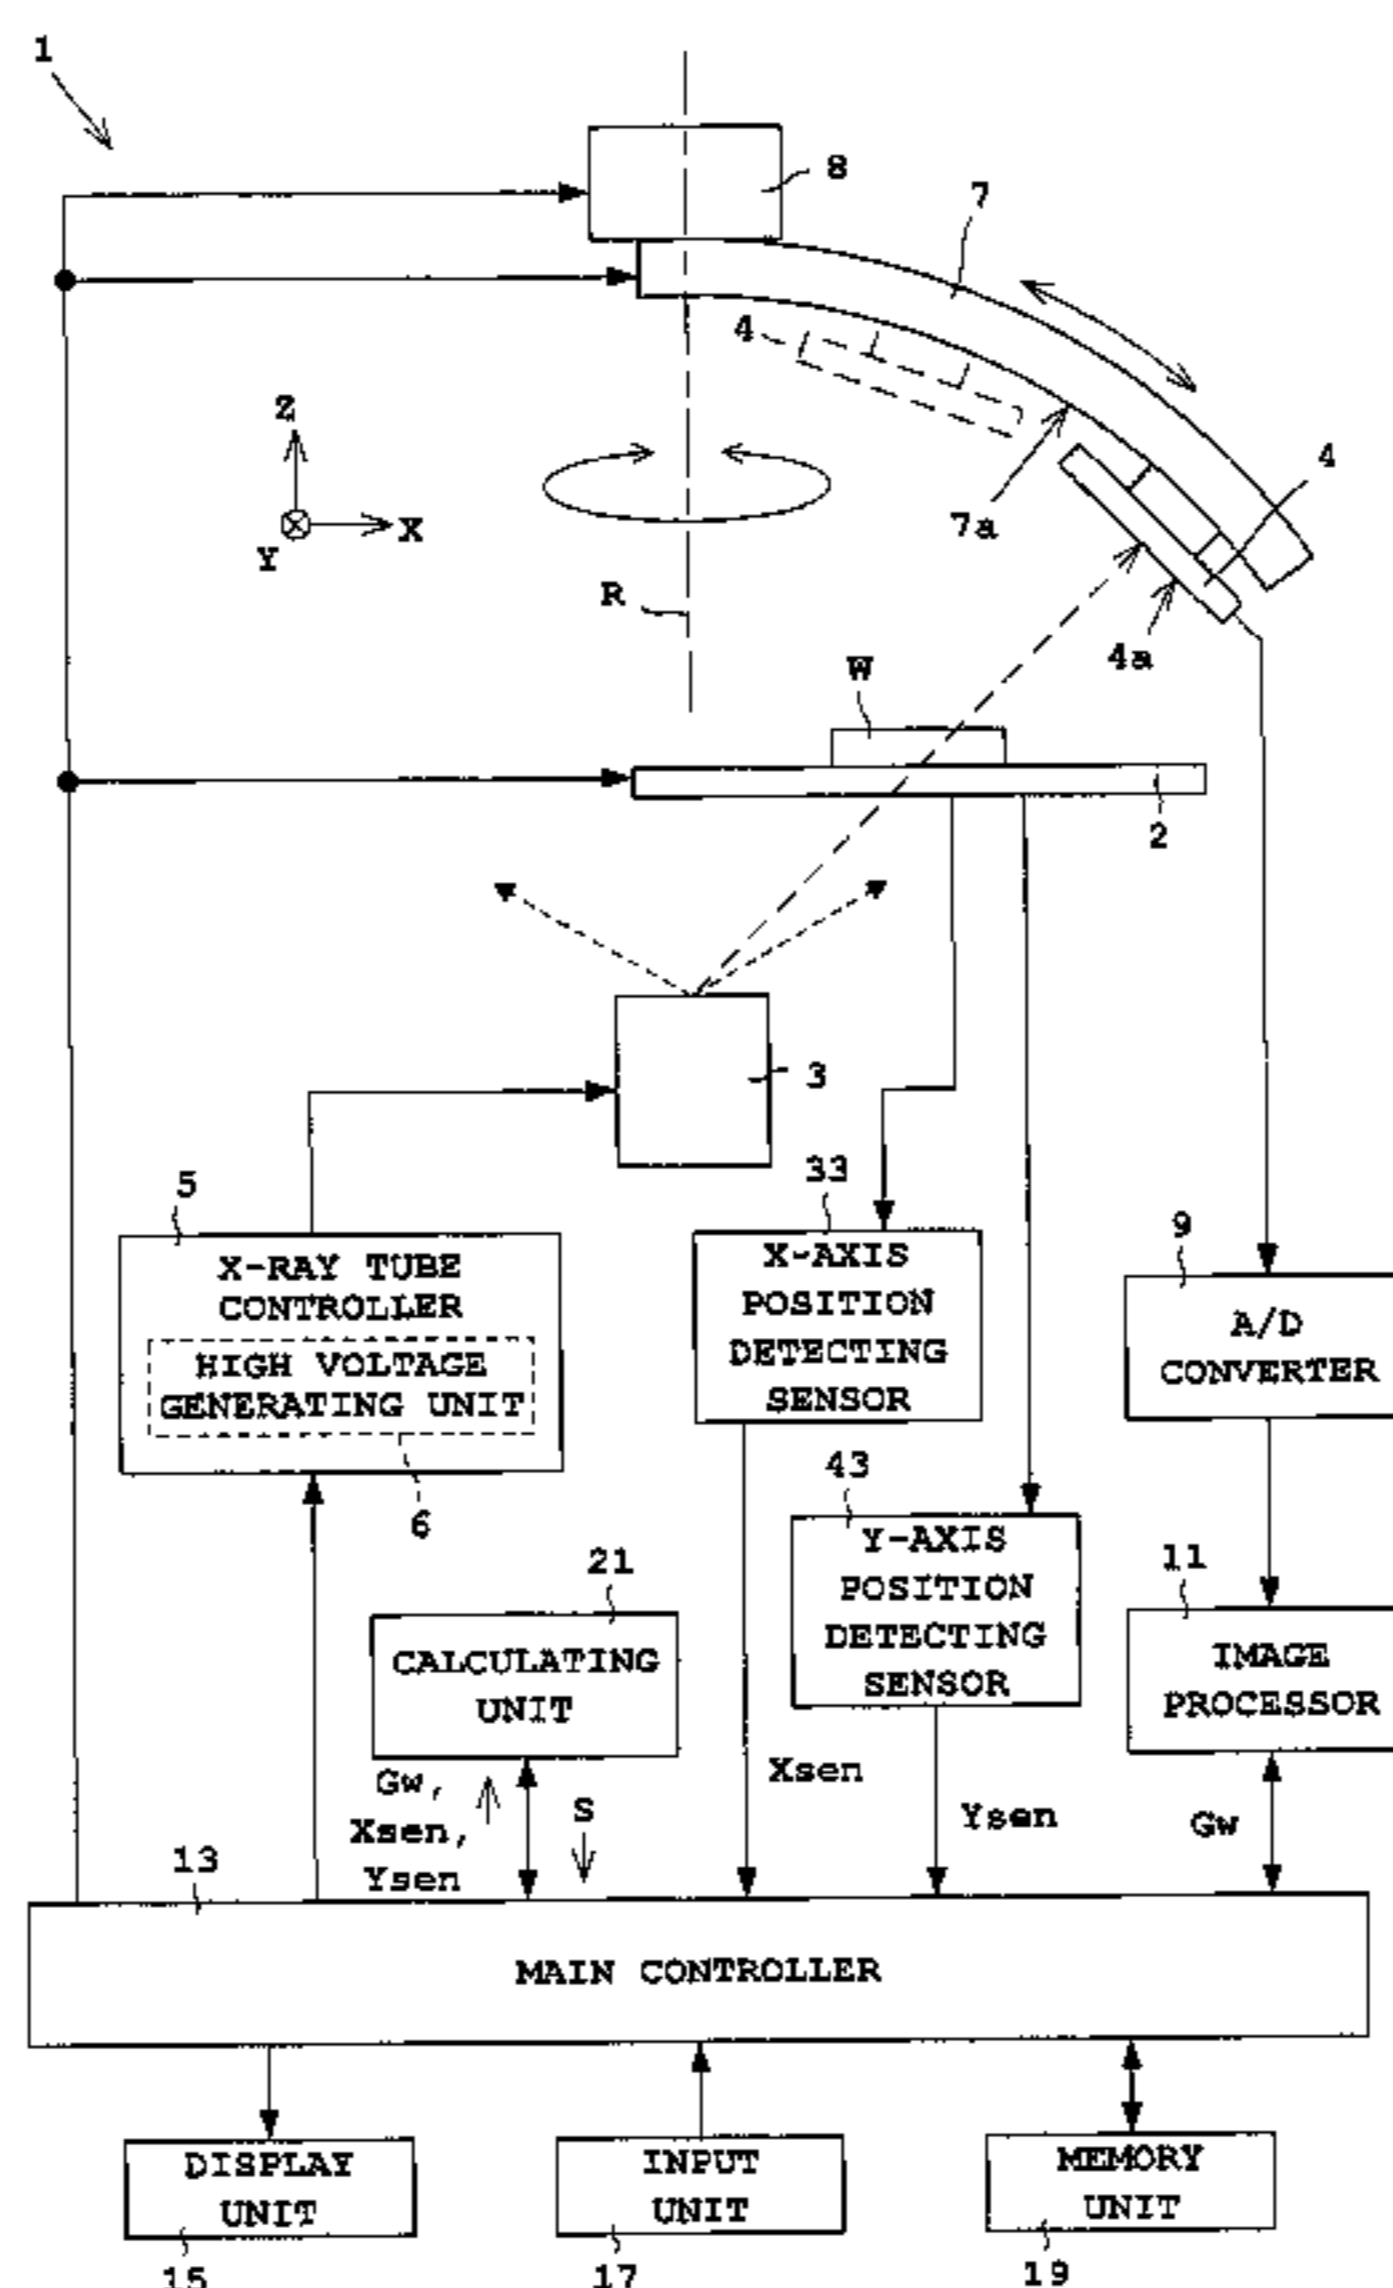 1
8
7
4
Z
4
7a
X
Y
R
4a
W
2
3
33
5
9
X-RAY TUBE
CONTROLLER
HIGH VOLTAGE
GENERATING UNIT
X-AXIS
POSITION
DETECTING
SENSOR
A/D
CONVERTER
43
6
21
Y-AXIS
POSITION
DETECTING
SENSOR
11
CALCULATING
UNIT
IMAGE
PROCESSOR
Gw,
Xsen,
Ysen
S
Xsen
Ysen
Gw
13
MAIN CONTROLLER
DISPLAY
UNIT
INPUT
UNIT
MEMORY
UNIT
15
17
19